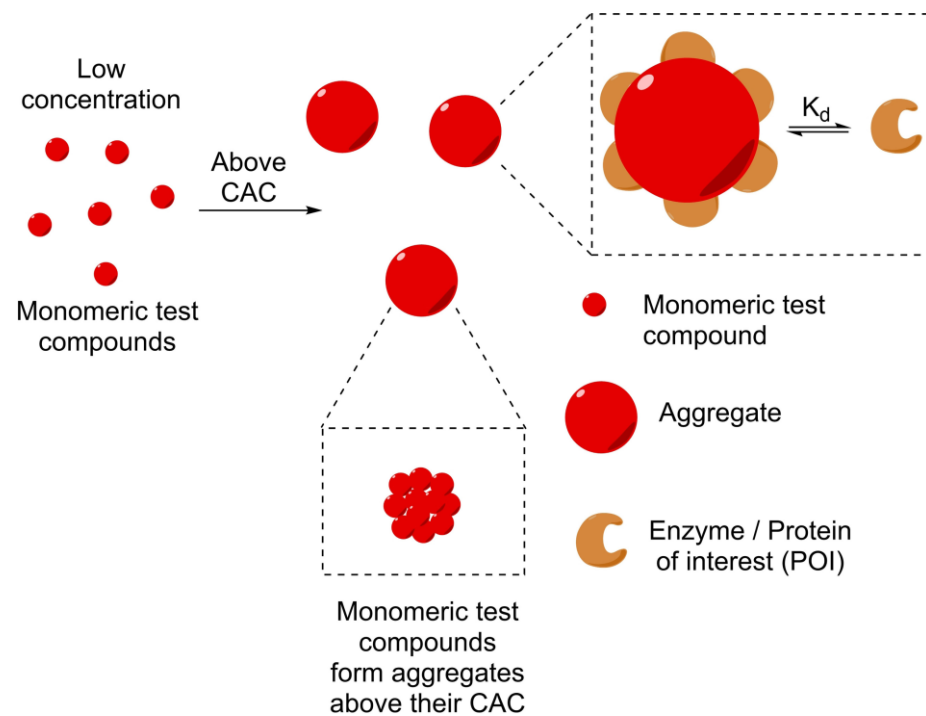 Low
concentration
Above
CAC
Monomeric test
compounds
Kd
Monomeric test
compound
Aggregate
Enzyme / Protein
of interest (POI)
Monomeric test
compounds
form aggregates
above their CAC